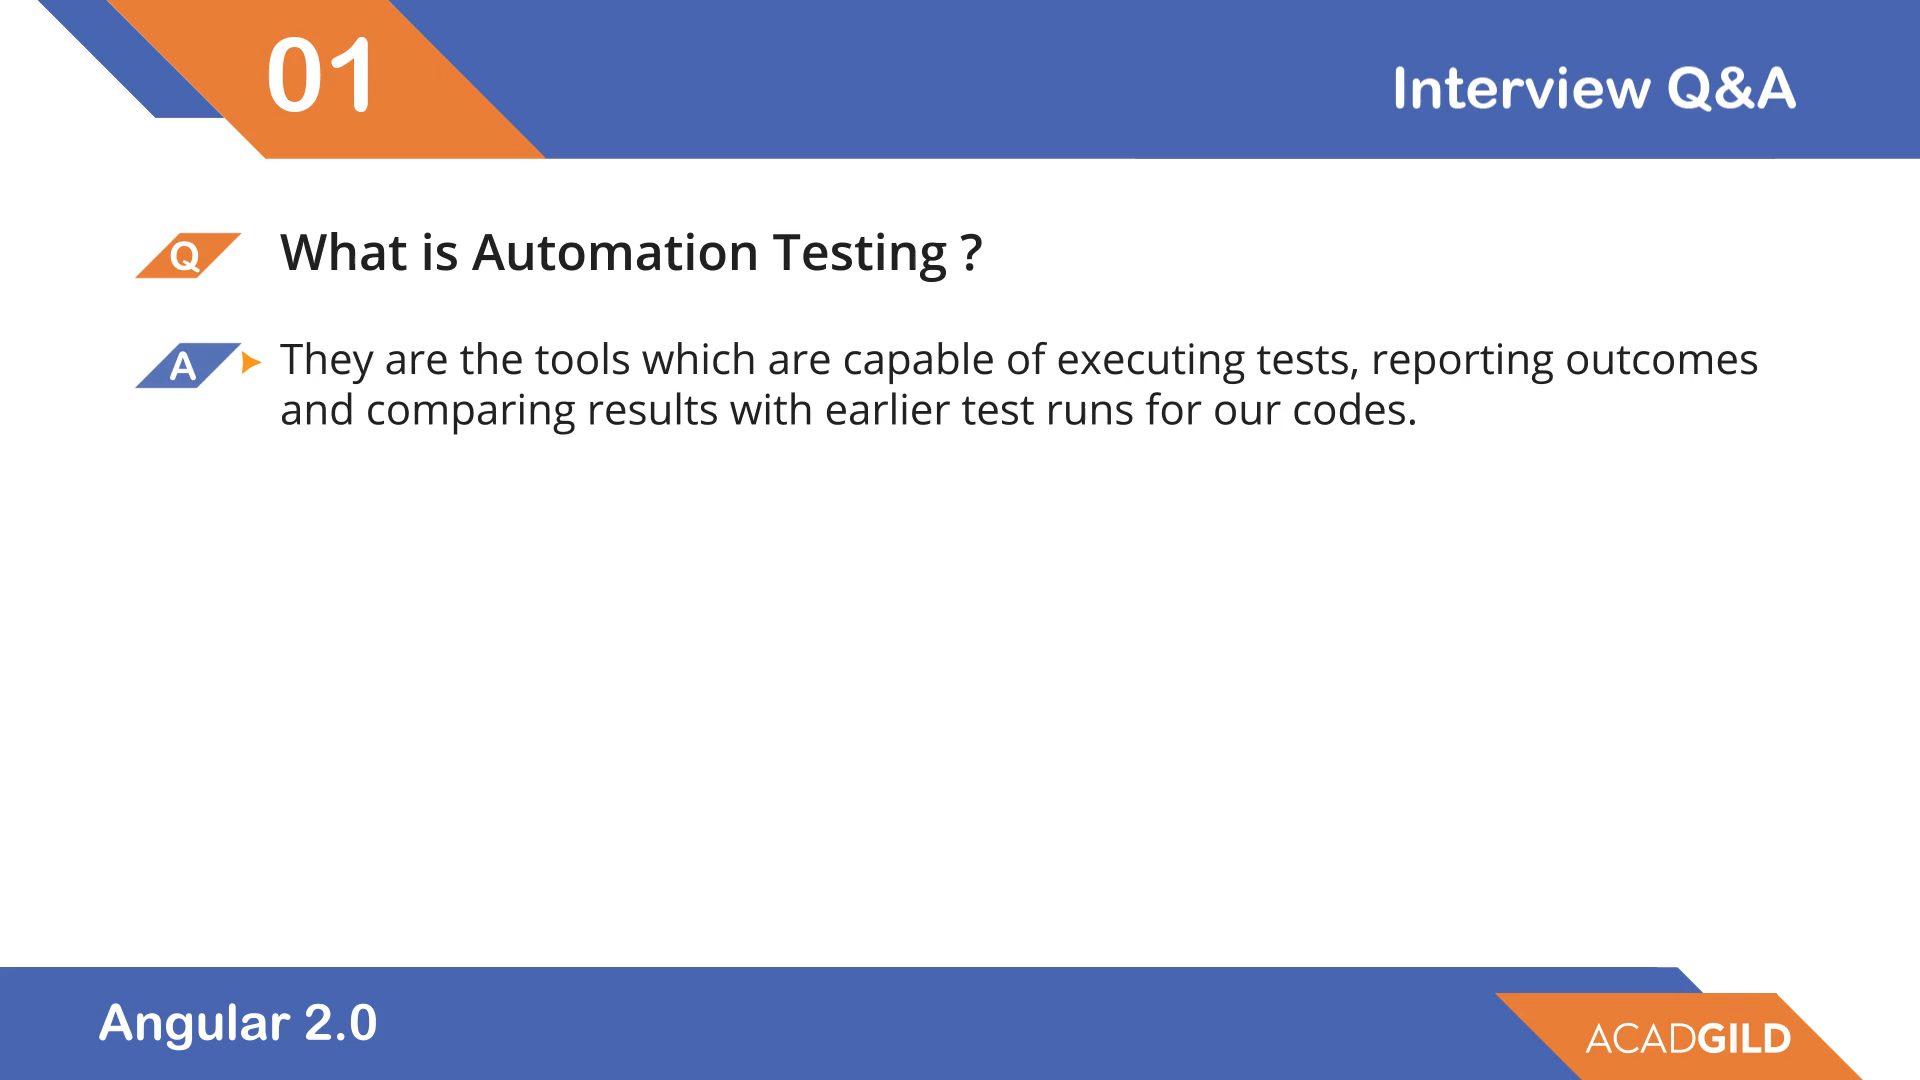 01
Interview Q&A
Q What is Automation Testing ?
A They are the tools which are capable of executing tests, reporting outcomes
and comparing results with earlier test runs for our codes.
Angular 2.0
ACADGILD